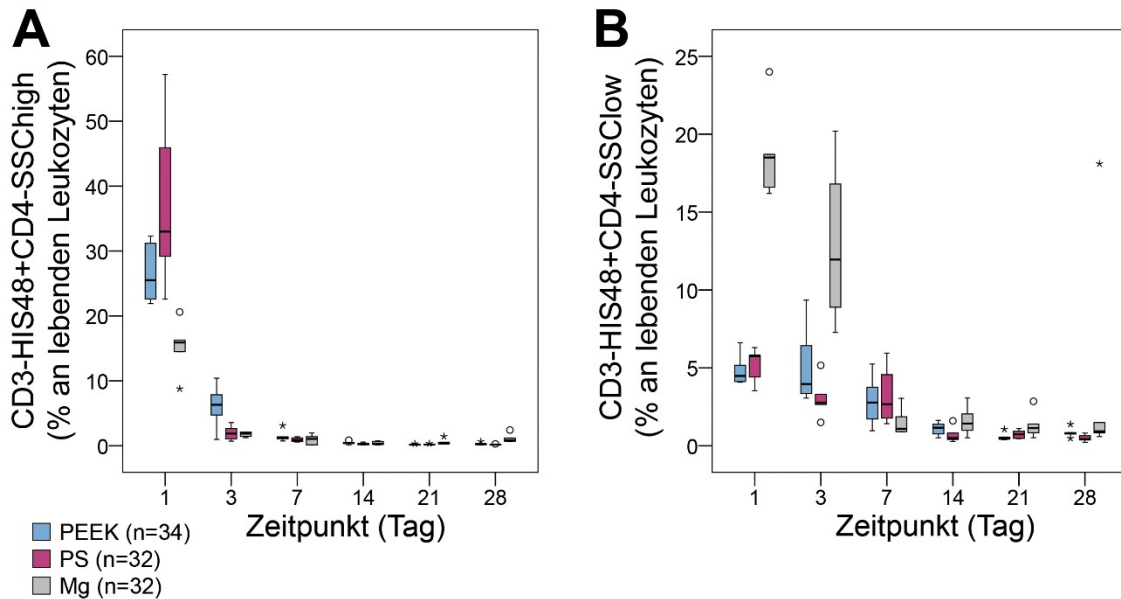 A
CD3-HIS48+CD4-SSChigh
(% an lebenden Leukozyten)
60
50
40
30
20
10
0
1 3 7 14 21 28
Zeitpunkt (Tag)
B
CD3-HIS48+CD4-SSClow
(% an lebenden Leukozyten)
25
20
15
10
5
0
1 3 7 14 21 28
Zeitpunkt (Tag)
PEEK (n=34)
PS (n=32)
Mg (n=32)